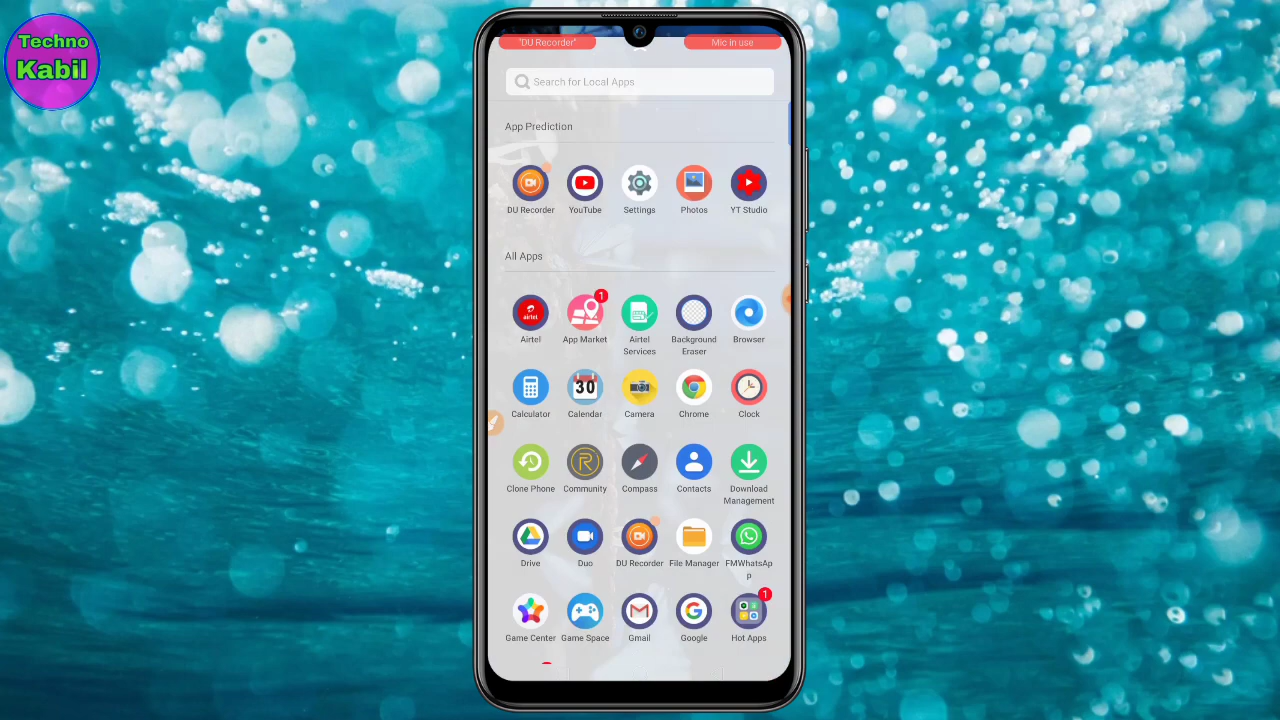 Techno
Kabil
"DU Recorder"
Mic in use
Search for Local Apps
App Prediction
DU Recorder
YouTube
Settings
Photos
YT Studio
All Apps
airtel
Airtel
1
App Market
Airtel
Services
Background
Eraser
Browser
Calculator
30
Calendar
Camera
Chrome
Clock
Clone Phone
R
Community
Compass
Contacts
Download
Management
Drive
Duo
DU Recorder
File Manager
FMWhatsAp
p
Game Center
Game Space
Gmail
G
Google
1
Hot Apps